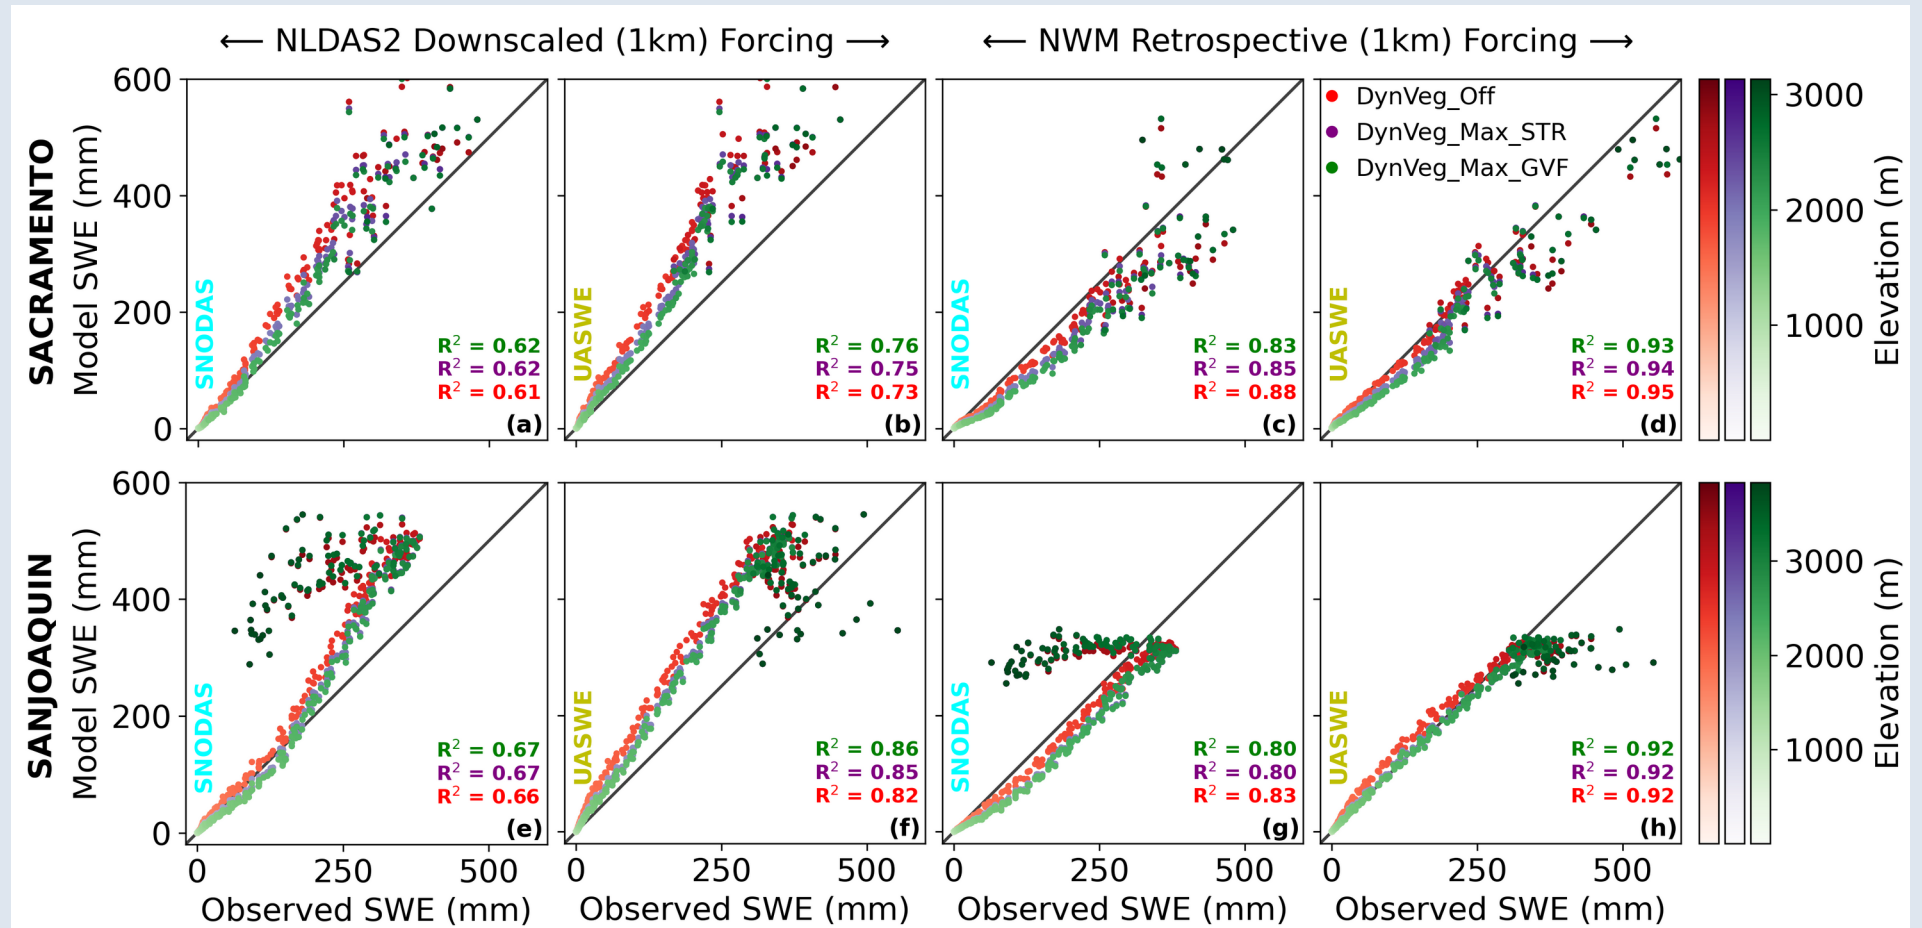 ← NLDAS2 Downscaled (1km) Forcing →
← NWM Retrospective (1km) Forcing →
SACRAMENTO
Model SWE (mm)
600
400
200
0
SNODAS
R² = 0.62
R² = 0.62
R² = 0.61
(a)
UASWE
R² = 0.76
R² = 0.75
R² = 0.73
(b)
SNODAS
R² = 0.83
R² = 0.85
R² = 0.88
(c)
DynVeg_Off
DynVeg_Max_STR
DynVeg_Max_GVF
UASWE
R² = 0.93
R² = 0.94
R² = 0.95
(d)
3000
2000
1000
Elevation (m)
SANJOAQUIN
Model SWE (mm)
600
400
200
0
SNODAS
R² = 0.67
R² = 0.67
R² = 0.66
(e)
UASWE
R² = 0.86
R² = 0.85
R² = 0.82
(f)
SNODAS
R² = 0.80
R² = 0.80
R² = 0.83
(g)
UASWE
R² = 0.92
R² = 0.92
R² = 0.92
(h)
3000
2000
1000
Elevation (m)
0 250 500
0 250 500
0 250 500
0 250 500
Observed SWE (mm)
Observed SWE (mm)
Observed SWE (mm)
Observed SWE (mm)